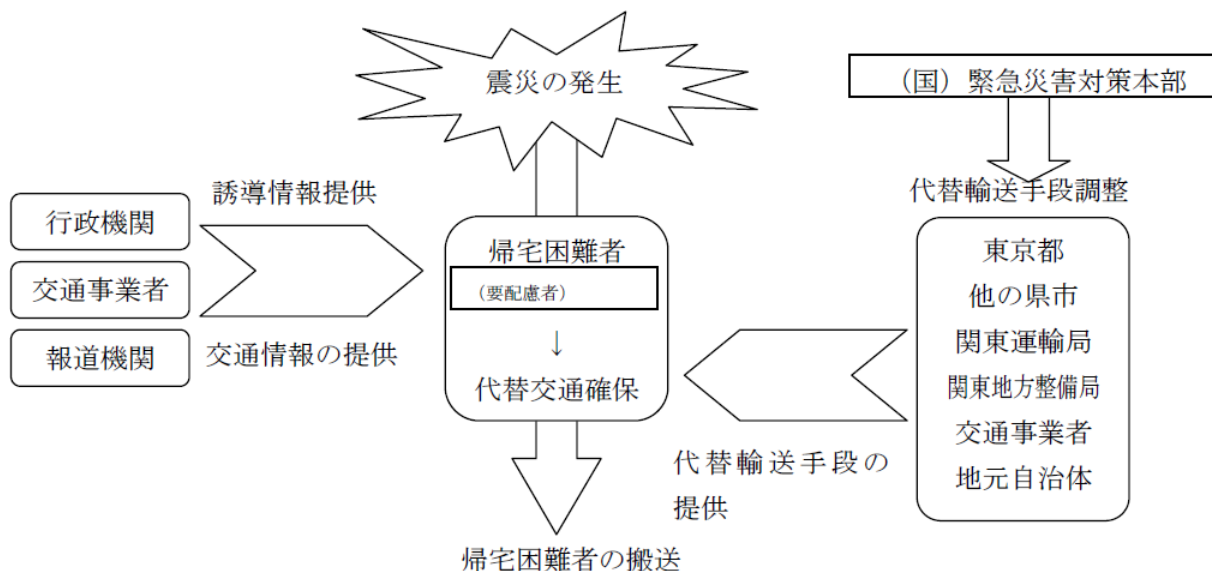 震災の発生
（国）緊急災害対策本部
代替輸送手段調整
誘導情報提供
行政機関
交通事業者
報道機関
交通情報の提供
帰宅困難者
（要配慮者）
↓
代替交通確保
東京都
他の県市
関東運輸局
関東地方整備局
交通事業者
地元自治体
代替輸送手段の
提供
帰宅困難者の搬送